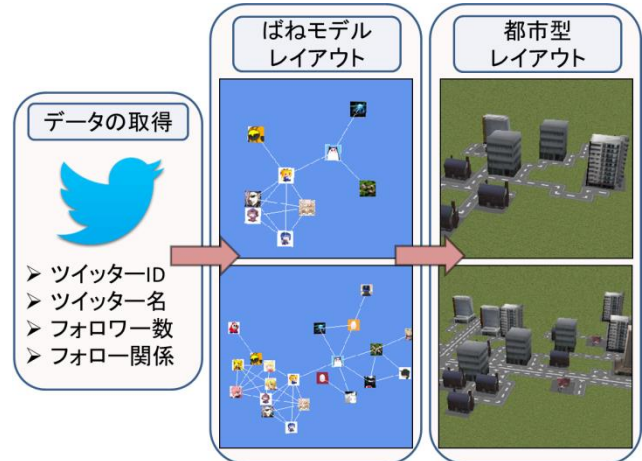 データの取得
➢ ツイッターID
➢ ツイッター名
➢ フォロワー数
➢ フォロー関係
ばねモデル
レイアウト
都市型
レイアウト